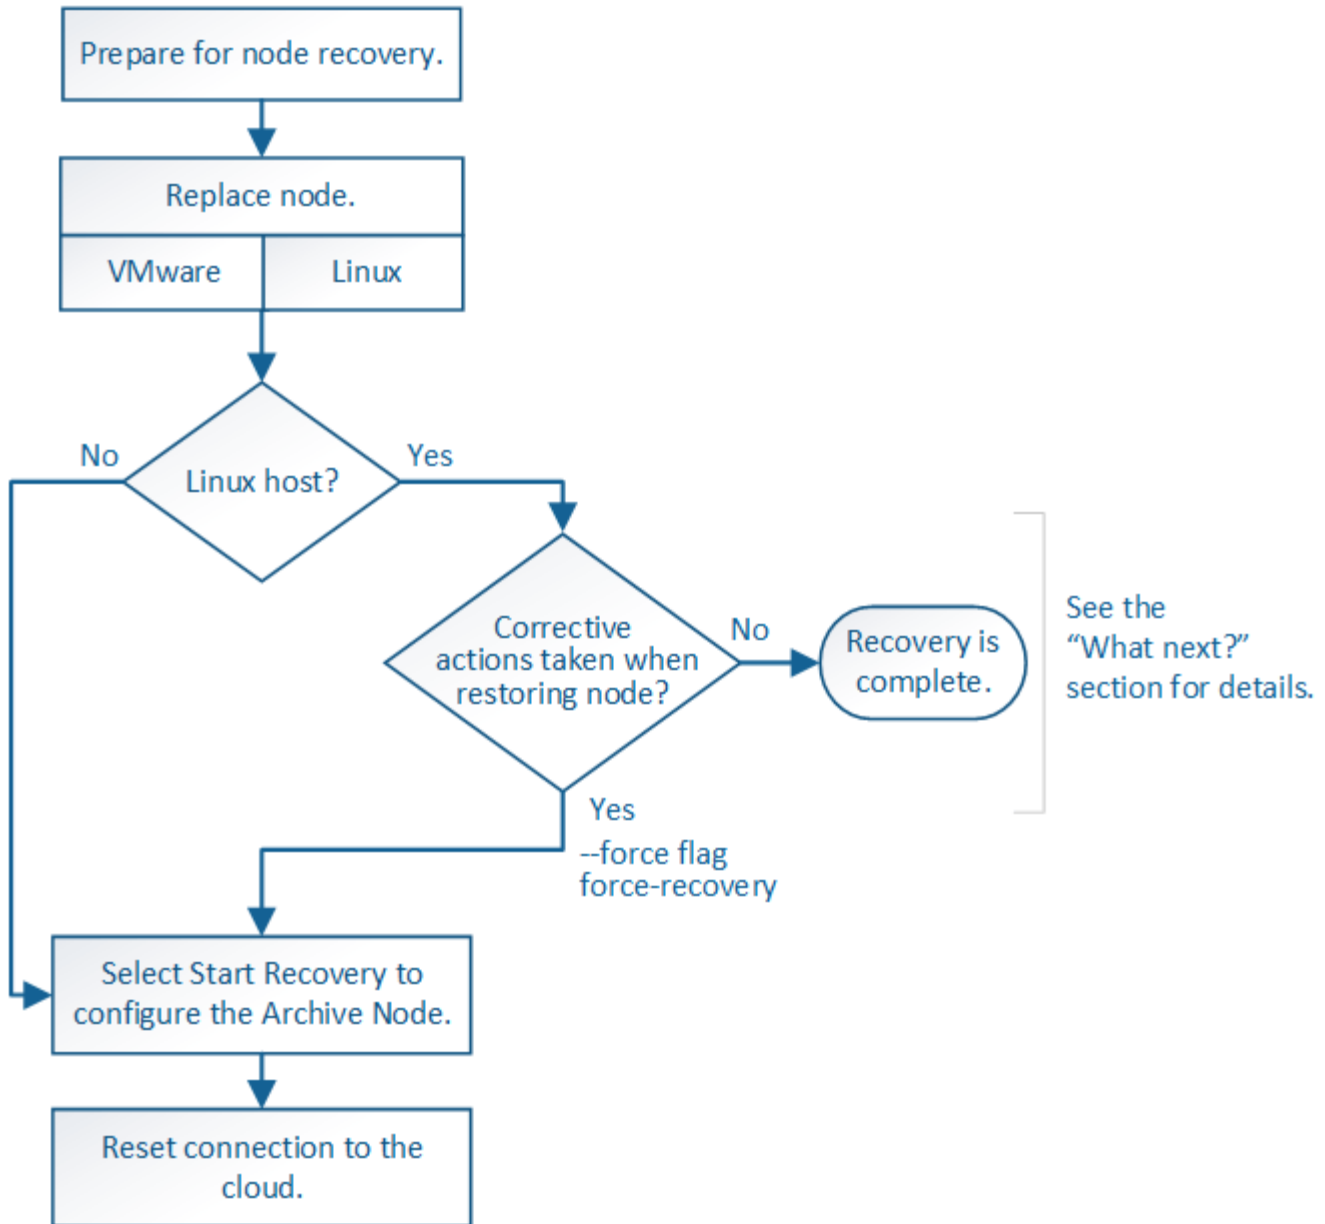 Prepare for node recovery.
Replace node.
VMware
Linux
No
Yes
Linux host?
Corrective
actions taken when
restoring node?
No
Recovery is
complete.
See the
“What next?”
section for details.
Yes
--force flag
force-recovery
Select Start Recovery to
configure the Archive Node.
Reset connection to the
cloud.